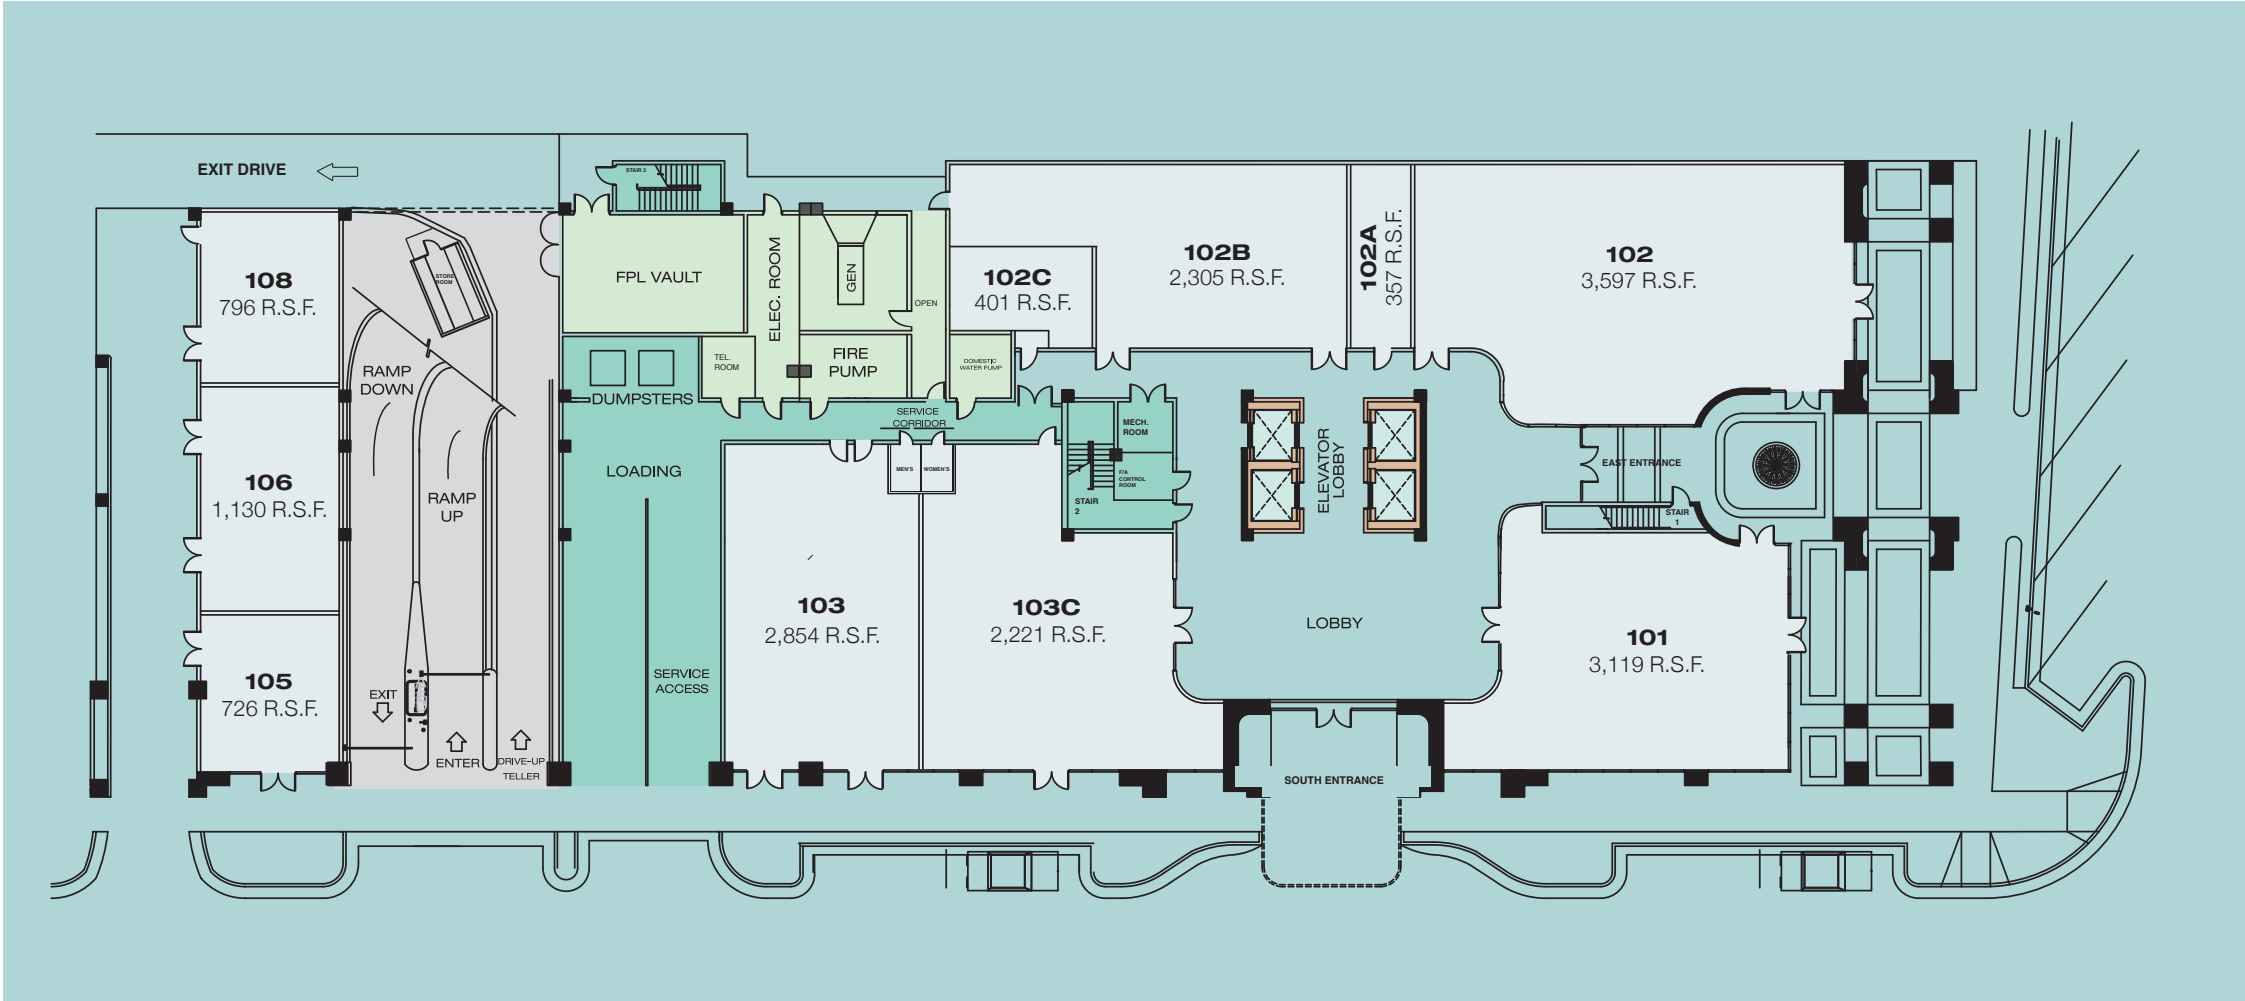 EXIT DRIVE
STAIR 3
108
796 R.S.F.
STORE
ROOM
FPL VAULT
ELEC. ROOM
GEN
OPEN
102C
401 R.S.F.
102B
2,305 R.S.F.
102A
357 R.S.F.
102
3,597 R.S.F.
RAMP
DOWN
TEL.
ROOM
FIRE
PUMP
DOMESTIC
WATER PUMP
DUMPSTERS
SERVICE
CORRIDOR
MECH.
ROOM
ELEVATOR
LOBBY
EAST ENTRANCE
106
1,130 R.S.F.
RAMP
UP
LOADING
MEN'S
WOMEN'S
F/A
CONTROL
ROOM
STAIR
2
STAIR
1
103
2,854 R.S.F.
103C
2,221 R.S.F.
LOBBY
101
3,119 R.S.F.
105
726 R.S.F.
EXIT
SERVICE
ACCESS
ENTER
DRIVE-UP
TELLER
SOUTH ENTRANCE